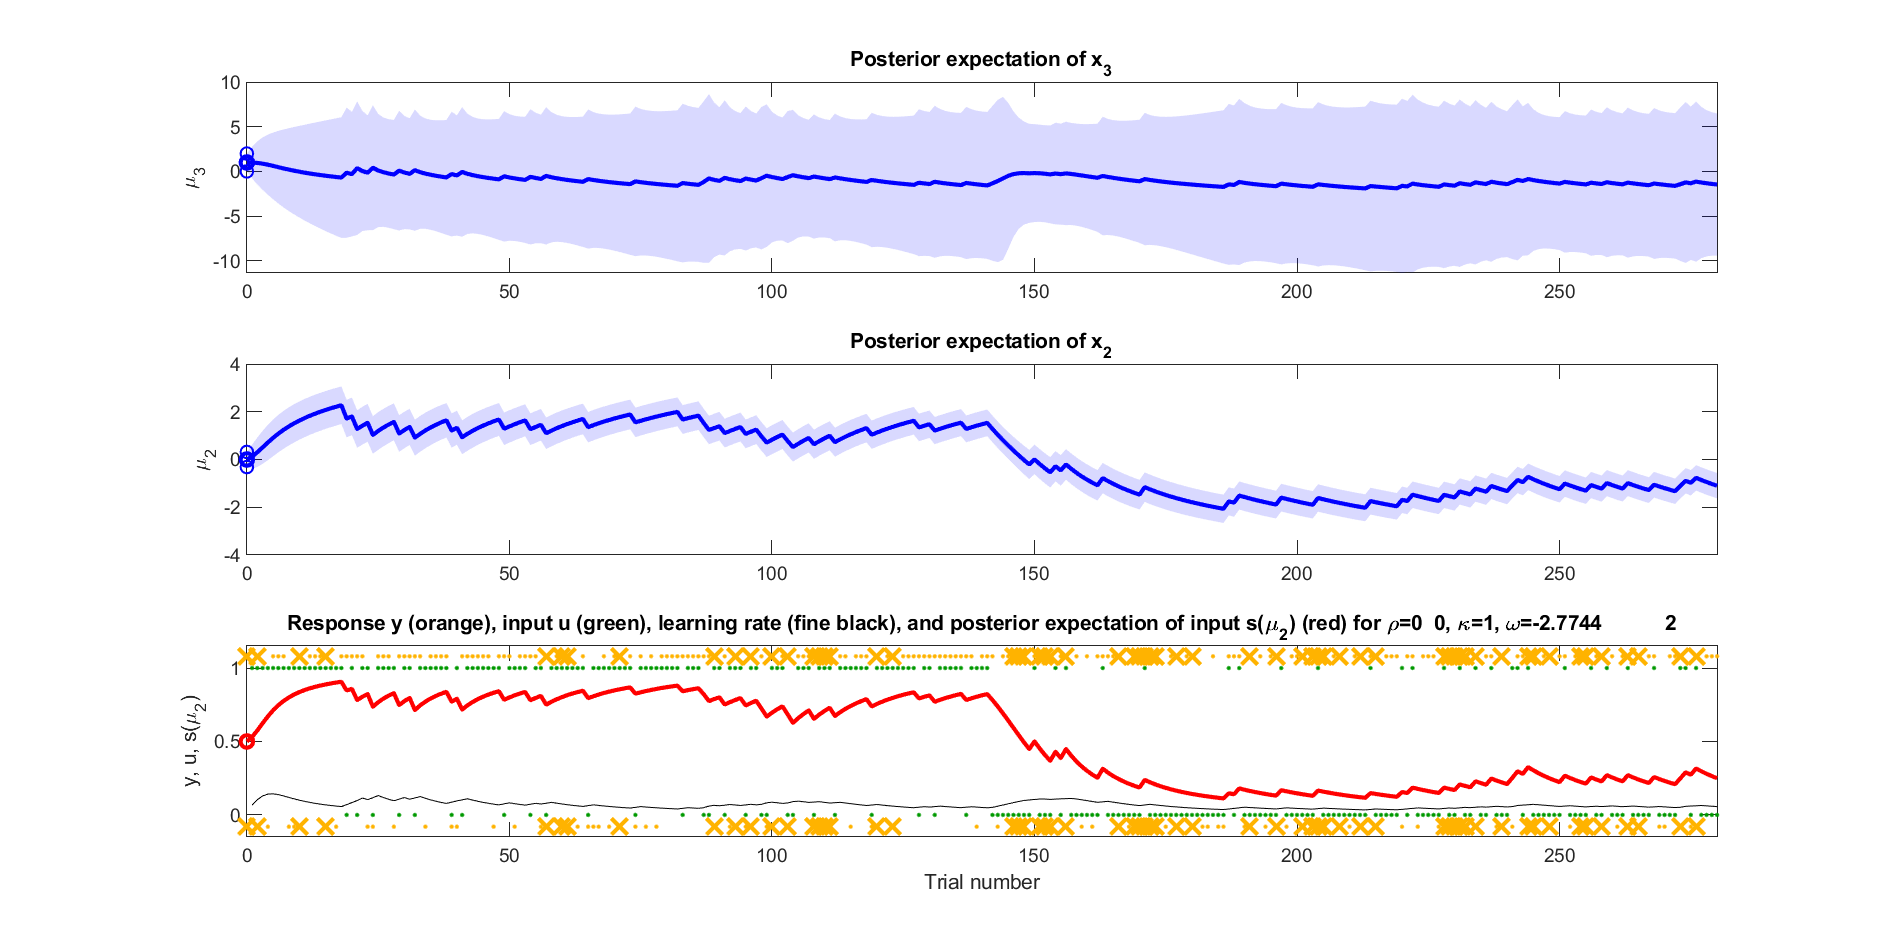 Posterior expectation of x3
10
5
0
-5
-10
μ3
0 50 100 150 200 250
Posterior expectation of x2
4
2
0
-2
-4
μ2
0 50 100 150 200 250
Response y (orange), input u (green), learning rate (fine black), and posterior expectation of input s(μ2) (red) for ρ=0 0, κ=1, ω=-2.7744 2
1
0.5
0
y, u, s(μ2)
0 50 100 150 200 250
Trial number